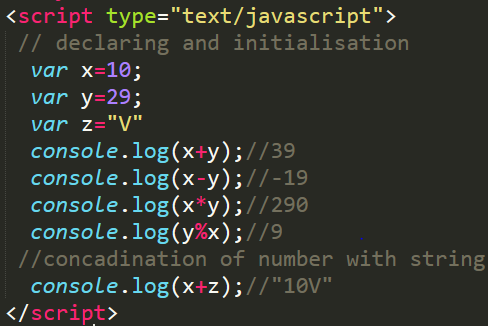 <script type="text/javascript">
// declaring and initialisation
var x=10;
var y=29;
var z="V"
console.log(x+y);//39
console.log(x-y);//-19
console.log(x*y);//290
console.log(y%x);//9
//concadination of number with string
console.log(x+z);//"10V"
</script>